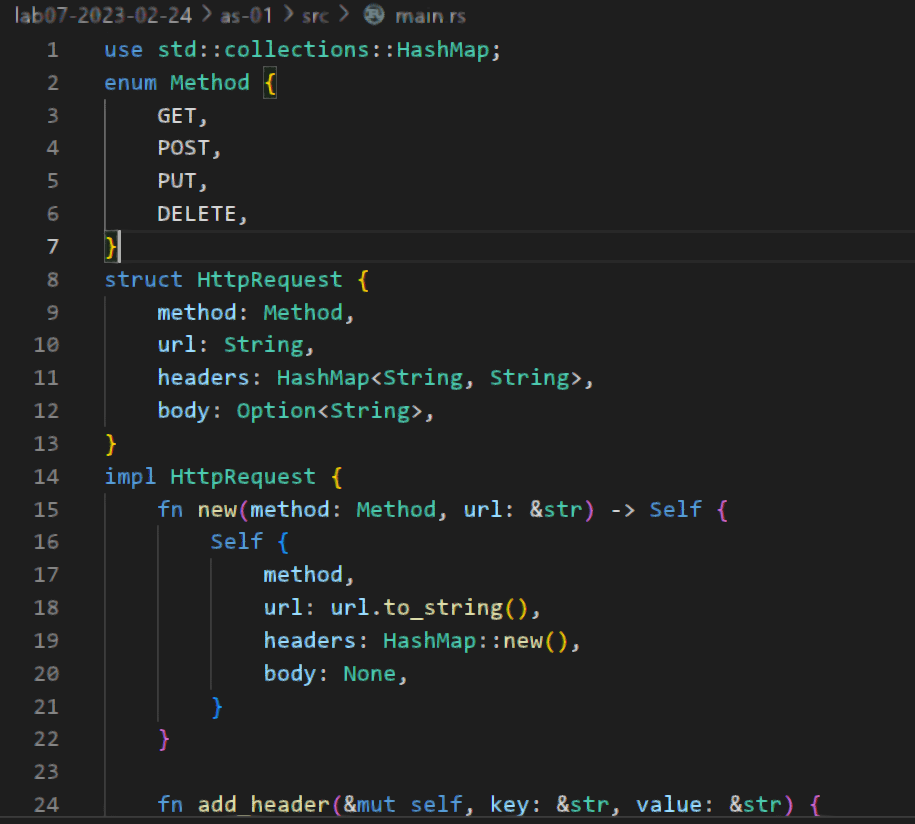 lab07-2023-02-24 > as-01 > src > main.rs
1 use std::collections::HashMap;
2 enum Method {
3     GET,
4     POST,
5     PUT,
6     DELETE,
7 }
8 struct HttpRequest {
9     method: Method,
10     url: String,
11     headers: HashMap<String, String>,
12     body: Option<String>,
13 }
14 impl HttpRequest {
15     fn new(method: Method, url: &str) -> Self {
16         Self {
17             method,
18             url: url.to_string(),
19             headers: HashMap::new(),
20             body: None,
21         }
22     }
23
24     fn add_header(&mut self, key: &str, value: &str) {